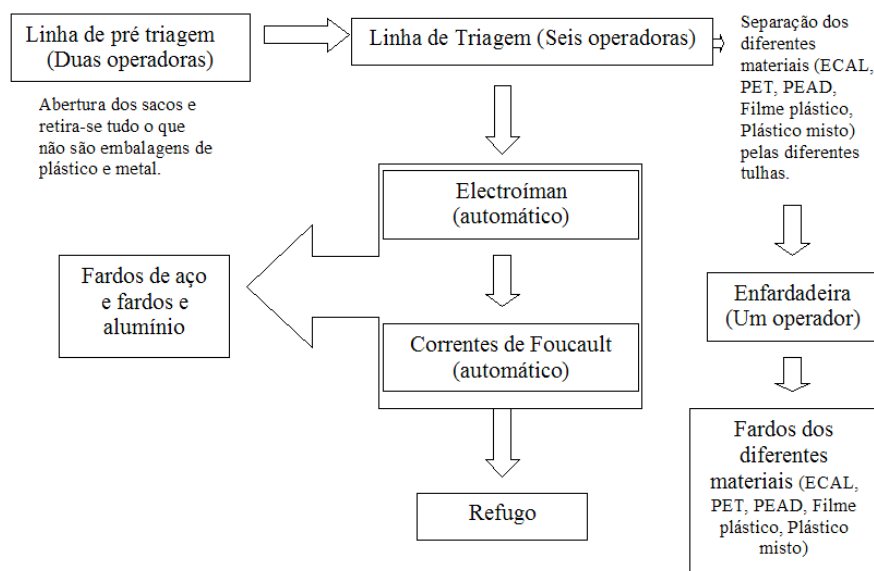 Linha de pré triagem
(Duas operadoras)
Abertura dos sacos e
retira-se tudo o que
não são embalagens de
plástico e metal.
Linha de Triagem (Seis operadoras)
Separação dos
diferentes
materiais (ECAL,
PET, PEAD,
Filme plástico,
Plástico misto)
pelas diferentes
tulhas.
Electroíman
(automático)
Fardos de aço
e fardos e
alumínio
Correntes de Foucault
(automático)
Enfardadeira
(Um operador)
Refugo
Fardos dos
diferentes
materiais (ECAL,
PET, PEAD, Filme
plástico, Plástico
misto)